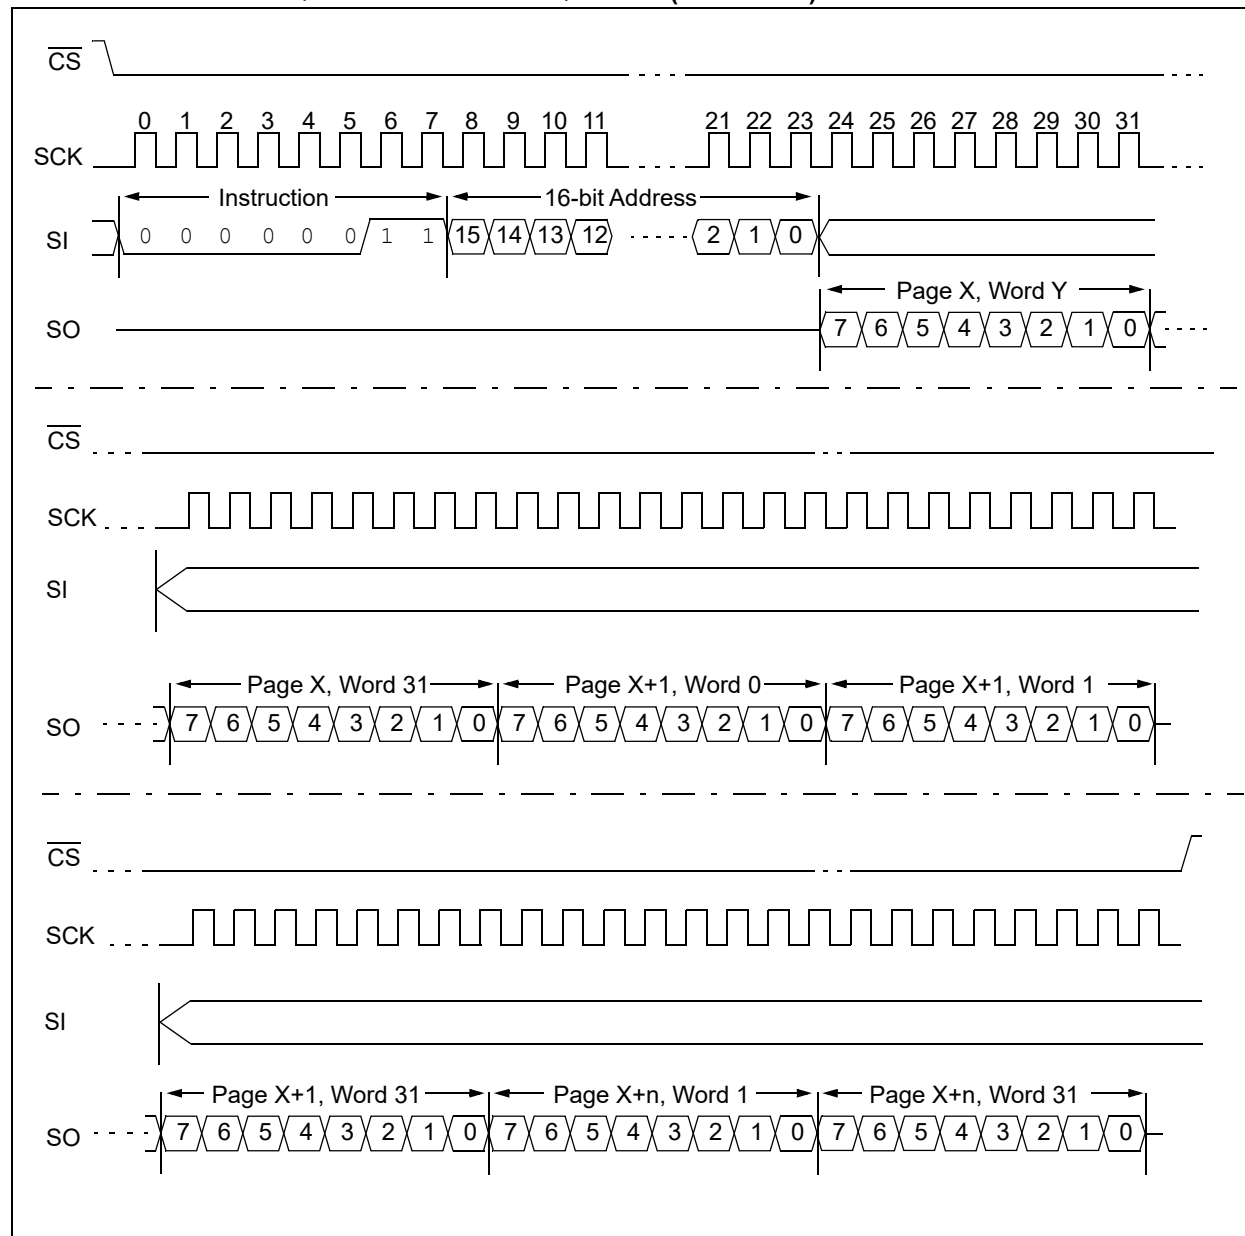 CS
0 1 2 3 4 5 6 7 8 9 10 11 21 22 23 24 25 26 27 28 29 30 31
SCK
Instruction 16-bit Address
SI 0 0 0 0 0 0 1 1 15 14 13 12 2 1 0
Page X, Word Y
SO 7 6 5 4 3 2 1 0
CS
SCK
SI
Page X, Word 31 Page X+1, Word 0 Page X+1, Word 1
SO 7 6 5 4 3 2 1 0 7 6 5 4 3 2 1 0 7 6 5 4 3 2 1 0
CS
SCK
SI
Page X+1, Word 31 Page X+n, Word 1 Page X+n, Word 31
SO 7 6 5 4 3 2 1 0 7 6 5 4 3 2 1 0 7 6 5 4 3 2 1 0